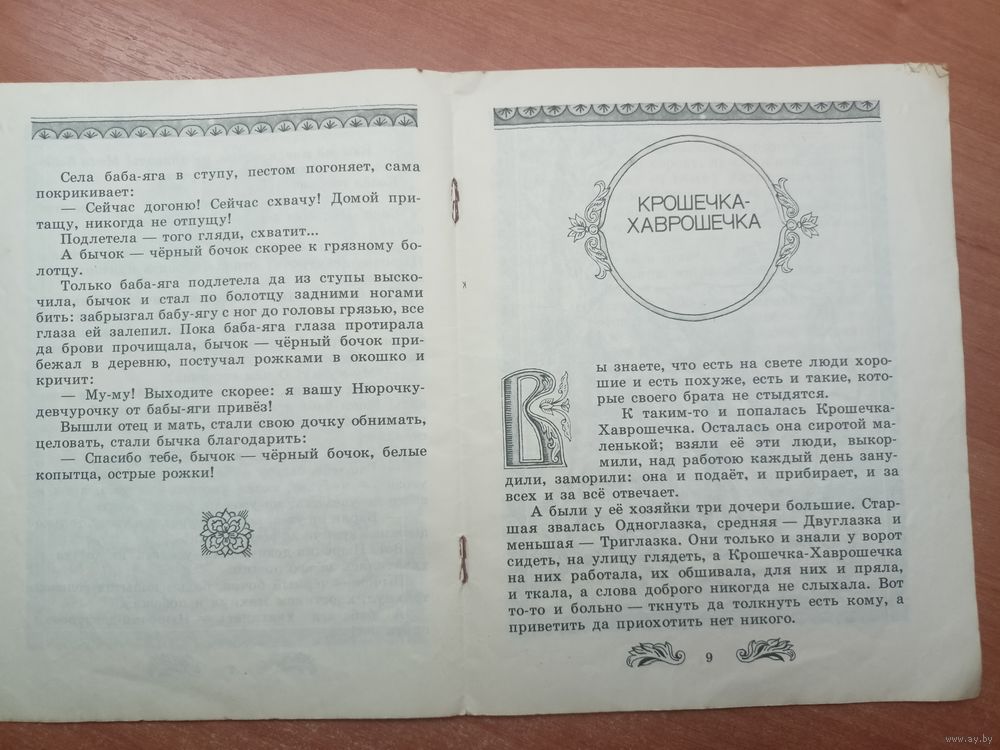 Села баба-яга в ступу, пестом погоняет, сама
покрикивает:
— Сейчас догоню! Сейчас схвачу! Домой при-
тащу, никогда не отпущу!
Подлетела — того гляди, схватит...
А бычок — чёрный бочок скорее к грязному бо-
лотцу.
Только баба-яга подлетела да из ступы выско-
чила, бычок и стал по болотцу задними ногами
бить: забрызгал бабу-ягу с ног до головы грязью, все
глаза ей залепил. Пока баба-яга глаза протирала
да брови прочищала, бычок — чёрный бочок при-
бежал в деревню, постучал рожками в окошко и
кричит:
— Му-му! Выходите скорее: я вашу Нюрочку-
девчурочку от бабы-яги привёз!
Вышли отец и мать, стали свою дочку обнимать,
целовать, стали бычка благодарить:
— Спасибо тебе, бычок — чёрный бочок, белые
копытца, острые рожки!
КРОШЕЧКА-
ХАВРОШЕЧКА
Вы знаете, что есть на свете люди хоро-
шие и есть похуже, есть и такие, кото-
рые своего брата не стыдятся.
К таким-то и попалась Крошечка-
Хаврошечка. Осталась она сиротой ма-
ленькой; взяли её эти люди, выкор-
мили, над работою каждый день зану-
дили, заморили: она и подаёт, и прибирает, и за
всех и за всё отвечает.
А были у её хозяйки три дочери большие. Стар-
шая звалась Одноглазка, средняя — Двуглазка и
меньшая — Триглазка. Они только и знали у ворот
сидеть, на улицу глядеть, а Крошечка-Хаврошечка
на них работала, их обшивала, для них и пряла,
и ткала, а слова доброго никогда не слыхала. Вот
то-то и больно — ткнуть да толкнуть есть кому, а
приветить да приохотить нет никого.
9
www.ay.by